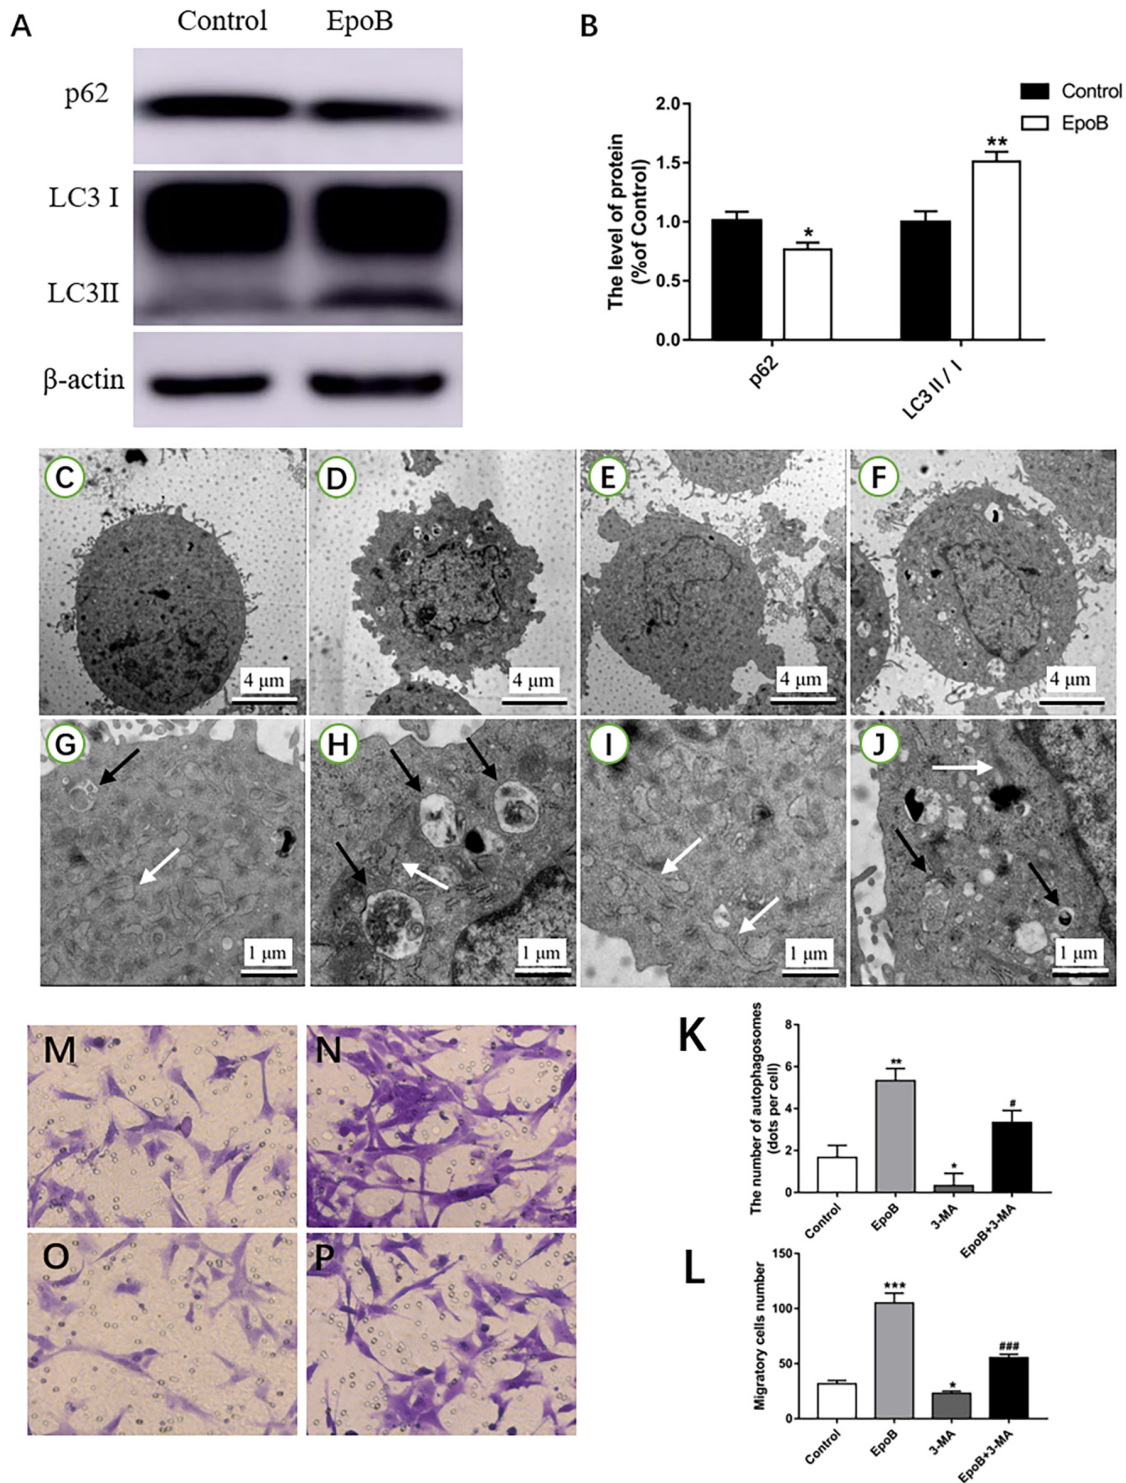 A
Control EpoB
p62
LC3 I
LC3II
β-actin
B
The level of protein
(%of Control)
2.0
1.5
1.0
0.5
0.0
Control
EpoB
*
**
p62
LC3 II / I
C
4 μm
D
4 μm
E
4 μm
F
4 μm
G
1 μm
H
1 μm
I
1 μm
J
1 μm
M
N
O
P
K
The number of autophagosomes
(dots per cell)
8
6
4
2
0
**
*
#
Control
EpoB
3-MA
EpoB+3-MA
L
Migratory cells number
150
100
50
0
***
*
###
Control
EpoB
3-MA
EpoB+3-MA